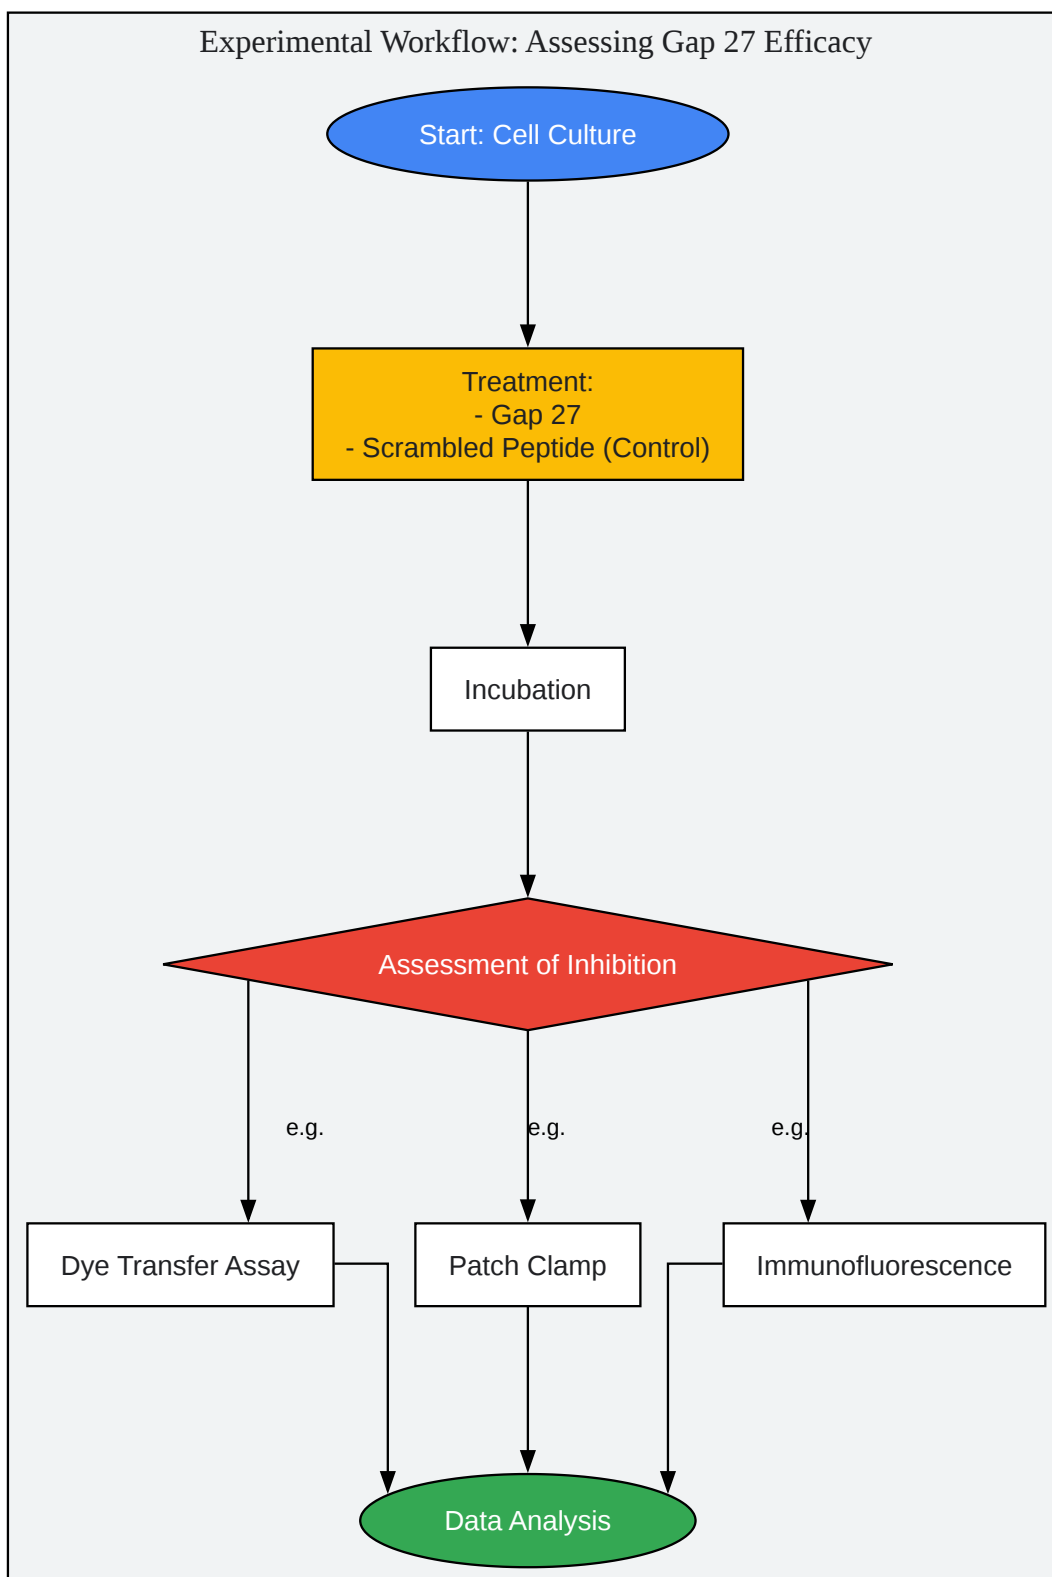 Experimental Workflow: Assessing Gap 27 Efficacy
Start: Cell Culture
Treatment:
- Gap 27
- Scrambled Peptide (Control)
Incubation
Assessment of Inhibition
e.g.
e.g.
e.g.
Dye Transfer Assay
Patch Clamp
Immunofluorescence
Data Analysis